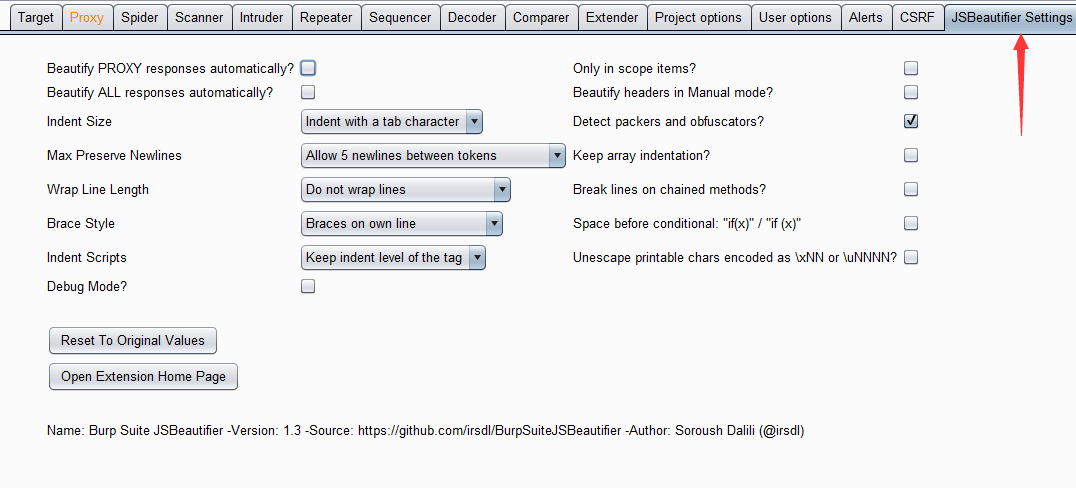 Target Proxy Spider Scanner Intruder Repeater Sequencer Decoder Comparer Extender Project options User options Alerts CSRF JSBeautifier Settings
Beautify PROXY responses automatically? Only in scope items?
Beautify ALL responses automatically? Beautify headers in Manual mode?
Indent Size Indent with a tab character Detect packers and obfuscators?
Max Preserve Newlines Allow 5 newlines between tokens Keep array indentation?
Wrap Line Length Do not wrap lines Break lines on chained methods?
Brace Style Braces on own line Space before conditional: "if(x)" / "if (x)"
Indent Scripts Keep indent level of the tag Unescape printable chars encoded as \xNN or \uNNNN?
Debug Mode?
Reset To Original Values
Open Extension Home Page
Name: Burp Suite JSBeautifier -Version: 1.3 -Source: https://github.com/irsdl/BurpSuiteJSBeautifier -Author: Soroush Dalili (@irsdl)